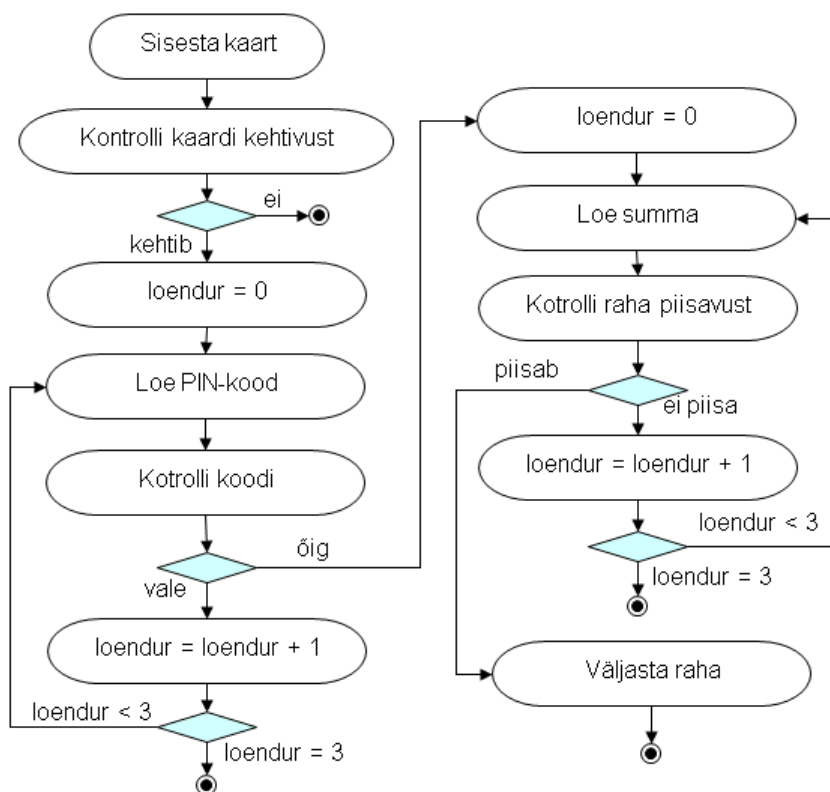 Sisesta kaart
Kontrolli kaardi kehtivust
ei
kehtib
loendur = 0
Loe PIN-kood
Kotrolli koodi
õig
vale
loendur = loendur + 1
loendur < 3
loendur = 3
loendur = 0
Loe summa
Kotrolli raha piisavust
piisab
ei piisa
loendur = loendur + 1
loendur < 3
loendur = 3
Väljasta raha